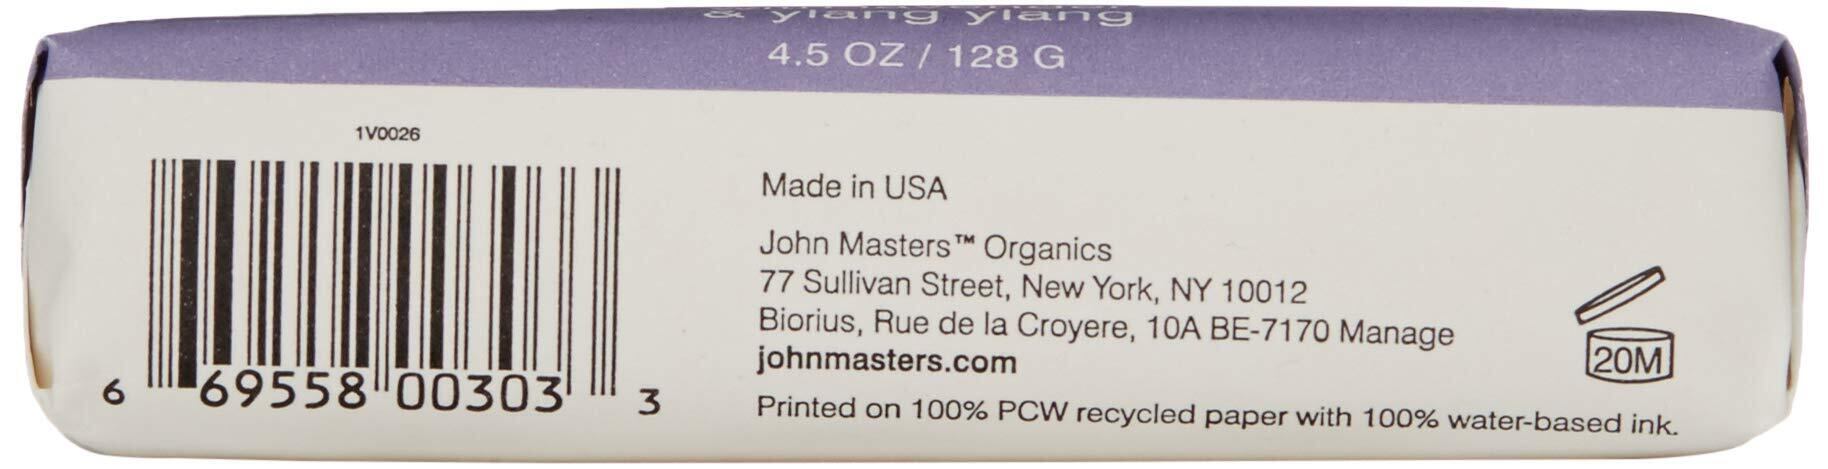 & ylang ylang
4.5 OZ / 128 G
1V0026
6 69558 00303 3
Made in USA
John Masters™ Organics
77 Sullivan Street, New York, NY 10012
Biorius, Rue de la Croyere, 10A BE-7170 Manage
johnmasters.com
20M
Printed on 100% PCW recycled paper with 100% water-based ink.